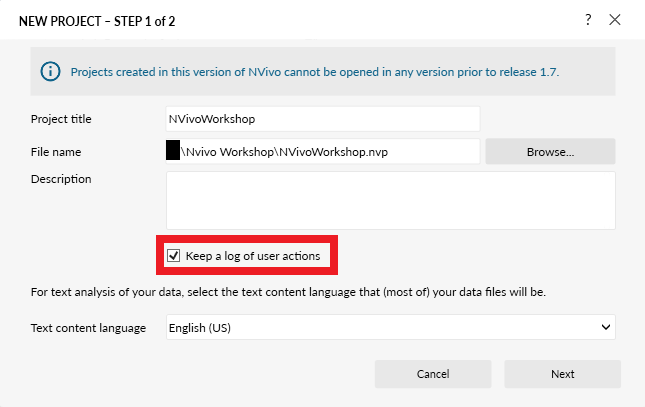 NEW PROJECT – STEP 1 of 2 ? ×
Projects created in this version of NVivo cannot be opened in any version prior to release 1.7.
Project title NVivoWorkshop
File name \Nvivo Workshop\NVivoWorkshop.nvp Browse...
Description
Keep a log of user actions
For text analysis of your data, select the text content language that (most of) your data files will be.
Text content language English (US)
Cancel Next